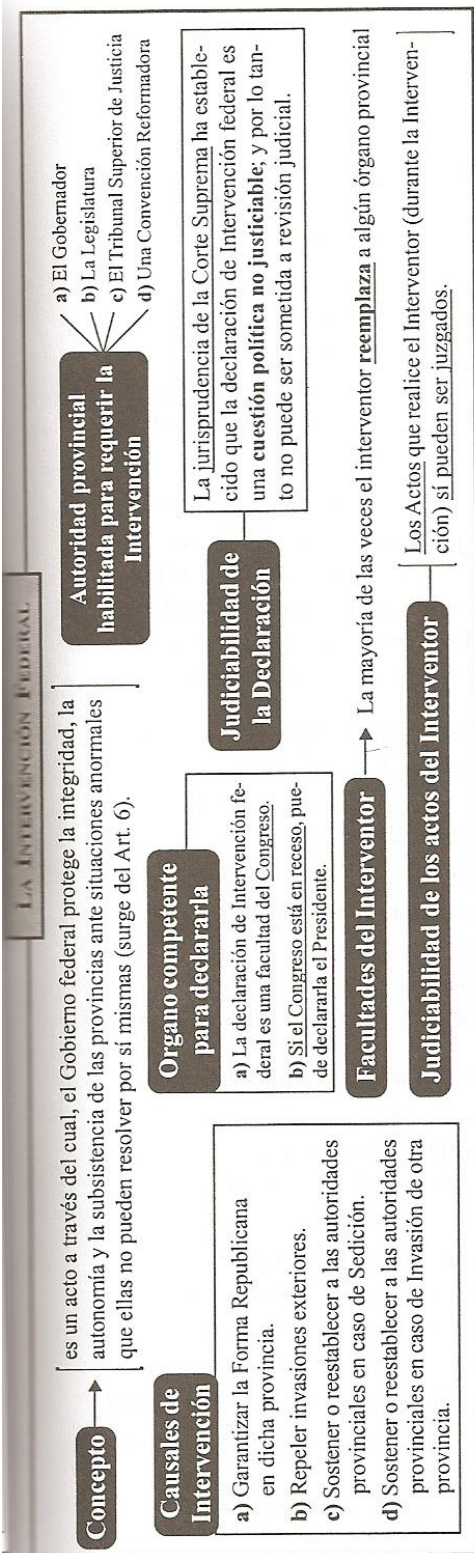 LA INTERVENCIÓN FEDERAL
Concepto
es un acto a través del cual, el Gobierno federal protege la integridad, la
autonomía y la subsistencia de las provincias ante situaciones anormales
que ellas no pueden resolver por sí mismas (surge del Art. 6).
Autoridad provincial
habilitada para requerir la
Intervención
a) El Gobernador
b) La Legislatura
c) El Tribunal Superior de Justicia
d) Una Convención Reformadora
Causales de
Intervención
a) Garantizar la Forma Republicana
en dicha provincia.
b) Repeler invasiones exteriores.
c) Sostener o reestablecer a las autoridades
provinciales en caso de Sedición.
d) Sostener o reestablecer a las autoridades
provinciales en caso de Invasión de otra
provincia.
Organo competente
para declararla
a) La declaración de Intervención fe-
deral es una facultad del Congreso.
b) Si el Congreso está en receso, pue-
de declararla el Presidente.
Judiciabilidad de
la Declaración
La jurisprudencia de la Corte Suprema ha estable-
cido que la declaración de Intervención federal es
una cuestión política no justiciable; y por lo tan-
to no puede ser sometida a revisión judicial.
Facultades del Interventor
La mayoría de las veces el interventor reemplaza a algún órgano provincial
Judiciabilidad de los actos del Interventor
Los Actos que realice el Interventor (durante la Interven-
ción) sí pueden ser juzgados.